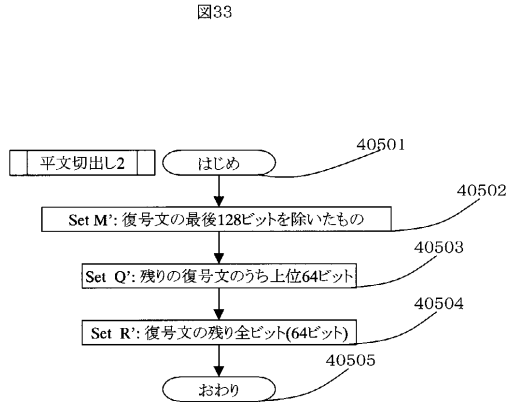 図33
40501
平文切出し2
はじめ
40502
Set M’: 復号文の最後128ビットを除いたもの
40503
Set Q’: 残りの復号文のうち上位64ビット
40504
Set R’: 復号文の残り全ビット(64ビット)
40505
おわり